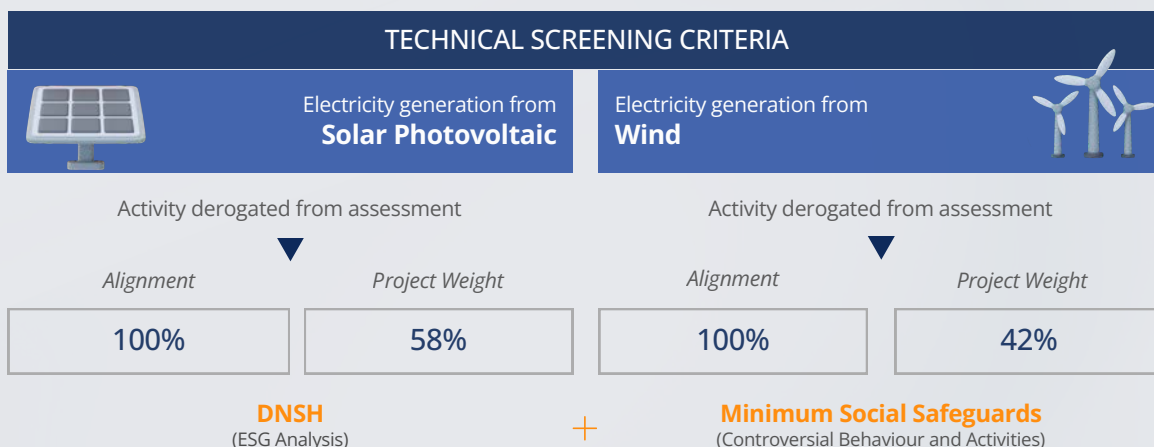 TECHNICAL SCREENING CRITERIA
Electricity generation from
Solar Photovoltaic
Electricity generation from
Wind
Activity derogated from assessment
Activity derogated from assessment
Alignment
Project Weight
Alignment
Project Weight
100%
58%
100%
42%
DNSH
(ESG Analysis)
+
Minimum Social Safeguards
(Controversial Behaviour and Activities)